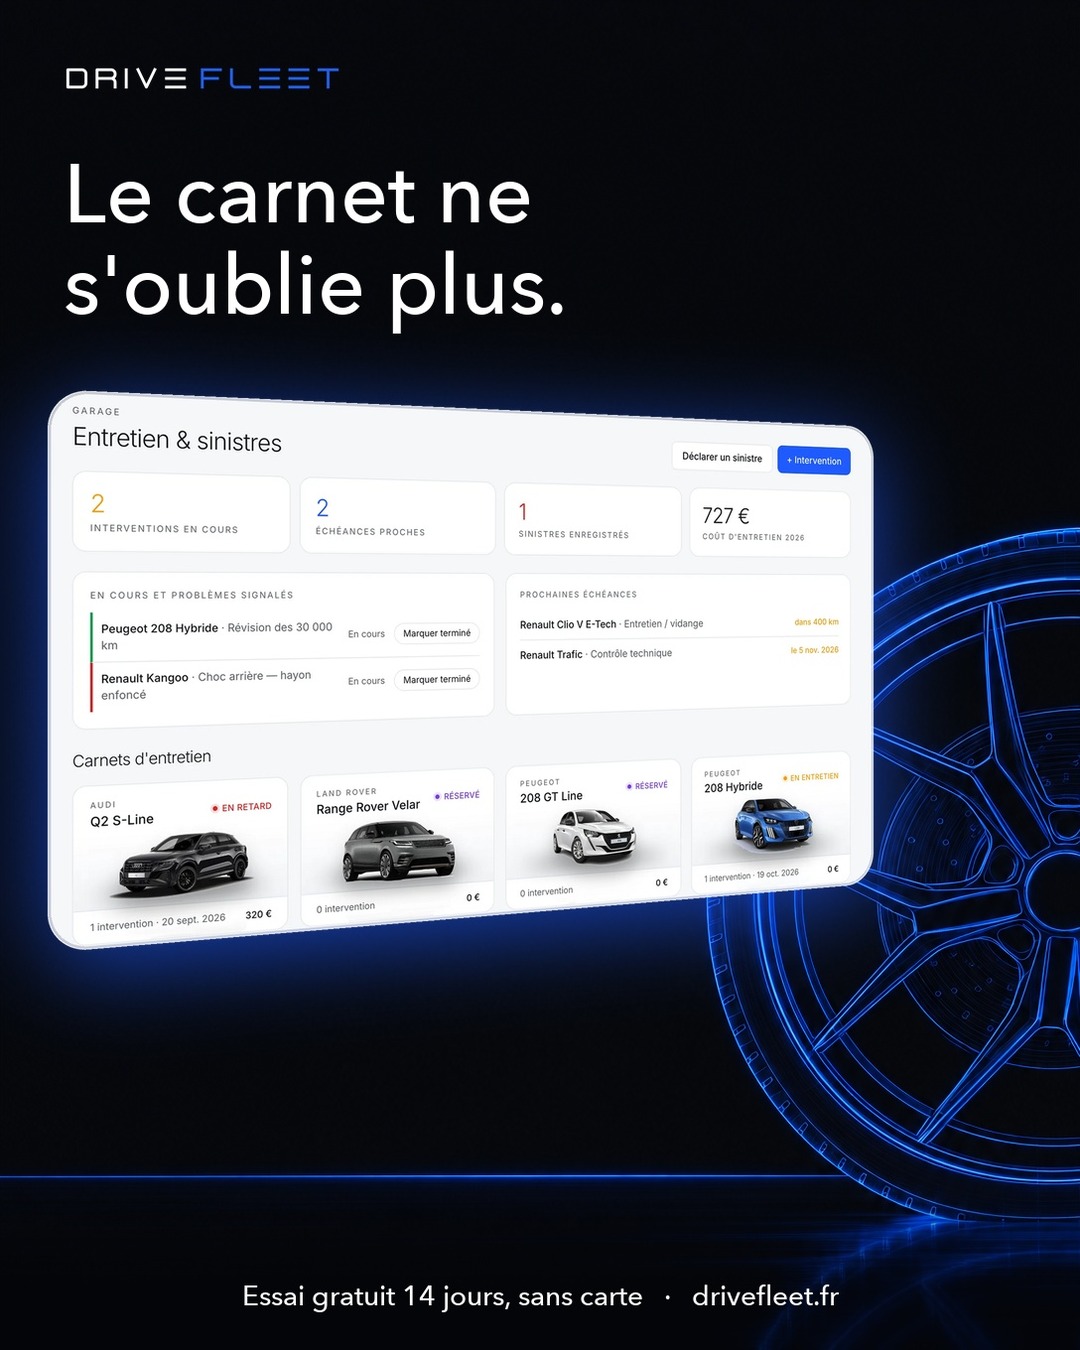 DRIVE FLEET
Le carnet ne
s'oublie plus.
GARAGE
Entretien & sinistres
Déclarer un sinistre
+ Intervention
2
INTERVENTIONS EN COURS
2
ÉCHÉANCES PROCHES
1
SINISTRES ENREGISTRÉS
727 €
COÛT D'ENTRETIEN 2026
EN COURS ET PROBLÈMES SIGNALÉS
Peugeot 208 Hybride · Révision des 30 000
km
En cours
Marquer terminé
Renault Kangoo · Choc arrière — hayon
enfoncé
En cours
Marquer terminé
PROCHAINES ÉCHÉANCES
Renault Clio V E-Tech · Entretien / vidange
dans 400 km
Renault Trafic · Contrôle technique
le 5 nov. 2026
Carnets d'entretien
AUDI
Q2 S-Line
EN RETARD
1 intervention · 20 sept. 2026
320 €
LAND ROVER
Range Rover Velar
RÉSERVÉ
0 intervention
0 €
PEUGEOT
208 GT Line
RÉSERVÉ
0 intervention
0 €
PEUGEOT
208 Hybride
EN ENTRETIEN
1 intervention · 19 oct. 2026
0 €
Essai gratuit 14 jours, sans carte · drivefleet.fr